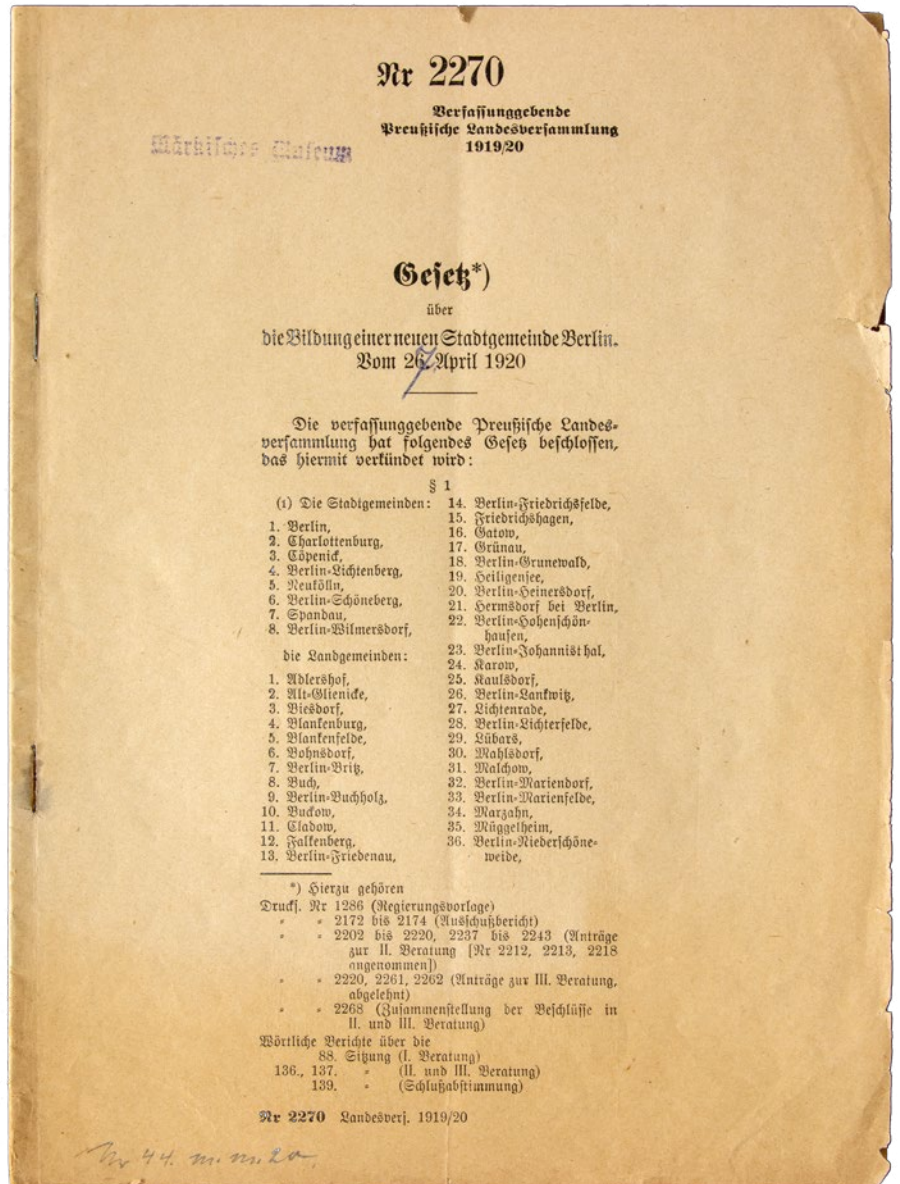 Nr 2270
Verfassunggebende
Preußische Landesversammlung
1919/20
Märkisches Museum
Gesetz*)
über
die Bildung einer neuen Stadtgemeinde Berlin.
Vom 267. April 1920
Die verfassunggebende Preußische Landes-
versammlung hat folgendes Gesetz beschlossen,
das hiermit verkündet wird:
§ 1
(1) Die Stadtgemeinden:
1. Berlin,
2. Charlottenburg,
3. Cöpenick,
4. Berlin-Lichtenberg,
5. Neukölln,
6. Berlin-Schöneberg,
7. Spandau,
8. Berlin-Wilmersdorf,
die Landgemeinden:
1. Adlershof,
2. Alt-Glienicke,
3. Biesdorf,
4. Blankenburg,
5. Blankenfelde,
6. Bohnsdorf,
7. Berlin-Britz,
8. Buch,
9. Berlin-Buchholz,
10. Buckow,
11. Cladow,
12. Falkenberg,
13. Berlin-Friedenau,
14. Berlin-Friedrichsfelde,
15. Friedrichshagen,
16. Gatow,
17. Grünau,
18. Berlin-Grunewald,
19. Heiligensee,
20. Berlin-Heinersdorf,
21. Hermsdorf bei Berlin,
22. Berlin-Hohenschön-
hausen,
23. Berlin-Johannisthal,
24. Karow,
25. Kaulsdorf,
26. Berlin-Lankwitz,
27. Lichtenrade,
28. Berlin-Lichterfelde,
29. Lübars,
30. Mahlsdorf,
31. Malchow,
32. Berlin-Mariendorf,
33. Berlin-Marienfelde,
34. Marzahn,
35. Müggelheim,
36. Berlin-Niederschöne-
weide,
*) Hierzu gehören
Drucks. Nr 1286 (Regierungsvorlage)
" " 2172 bis 2174 (Ausschußbericht)
" " 2202 bis 2220, 2237 bis 2243 (Anträge
zur II. Beratung [Nr 2212, 2213, 2218
angenommen])
" " 2220, 2261, 2262 (Anträge zur III. Beratung,
abgelehnt)
" " 2268 (Zusammenstellung der Beschlüsse in
II. und III. Beratung)
Wörtliche Berichte über die
88. Sitzung (I. Beratung)
136., 137. " (II. und III. Beratung)
139. " (Schlußabstimmung)
Nr 2270 Landesvers. 1919/20
Nr 44.